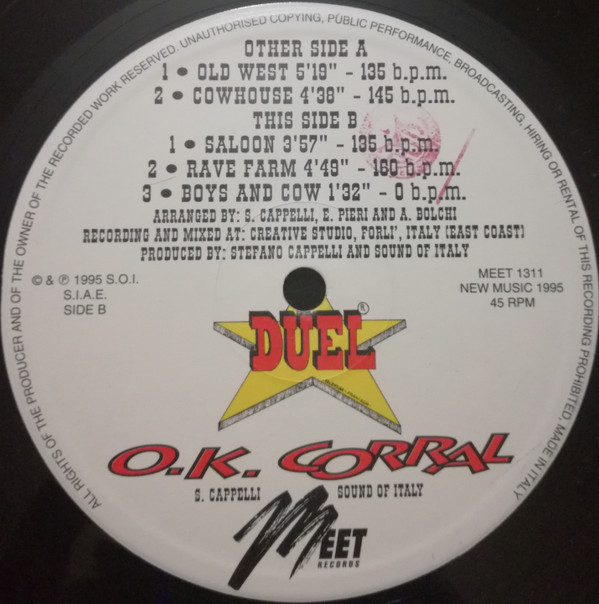 ALL RIGHTS OF THE PRODUCER AND OF THE OWNER OF THE RECORDED WORK RESERVED. UNAUTHORISED COPYING, PUBLIC PERFORMANCE, BROADCASTING, HIRING OR RENTAL OF THIS RECORDING PROHIBITED. MADE IN ITALY
OTHER SIDE A
1 • OLD WEST 5'19" - 135 b.p.m.
2 • COWHOUSE 4'38" - 145 b.p.m.
THIS SIDE B
1 • SALOON 3'57" - 135 b.p.m.
2 • RAVE FARM 4'49" - 160 b.p.m.
3 • BOYS AND COW 1'32" - 0 b.p.m.
ARRANGED BY: S. CAPPELLI, E. PIERI AND A. BOLCHI
RECORDING AND MIXED AT: CREATIVE STUDIO, FORLI', ITALY (EAST COAST)
PRODUCED BY: STEFANO CAPPELLI AND SOUND OF ITALY
© & ℗ 1995 S.O.I.
S.I.A.E.
SIDE B
MEET 1311
NEW MUSIC 1995
45 RPM
DUEL®
O.K. CORRAL
S. CAPPELLI SOUND OF ITALY
MEET
RECORDS